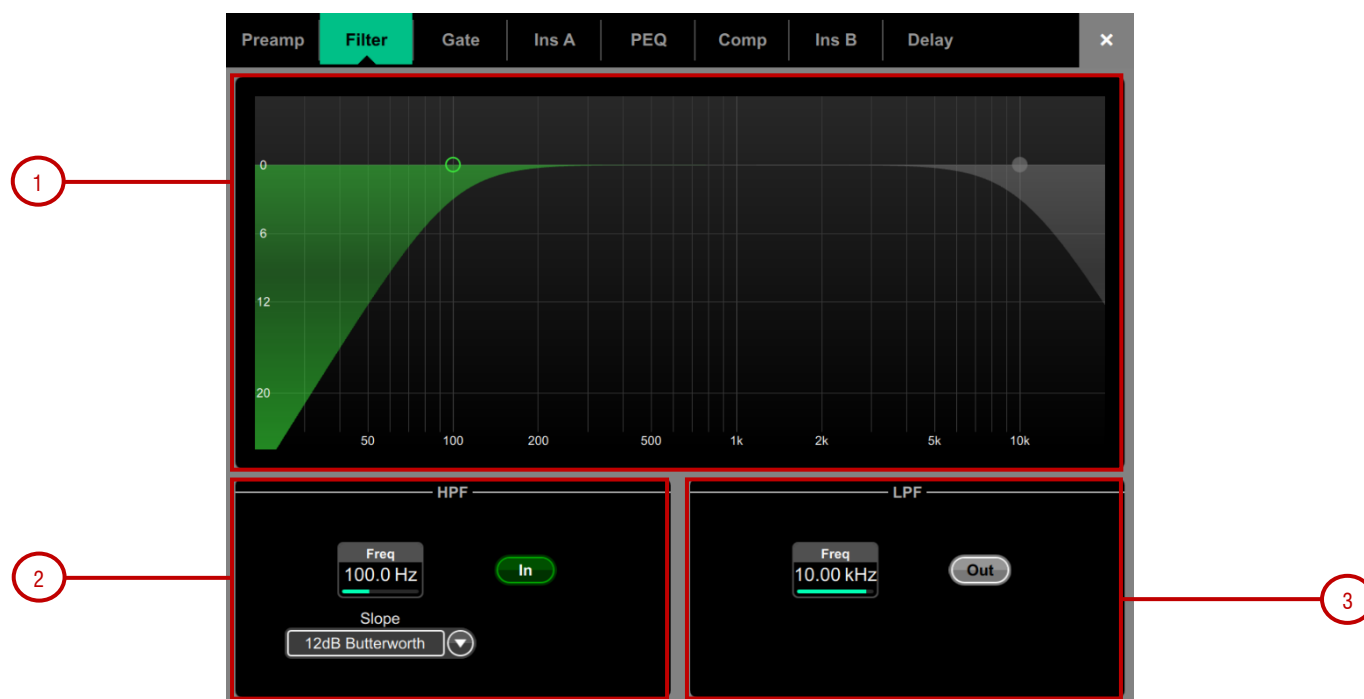 Preamp Filter Gate Ins A PEQ Comp Ins B Delay ×
0
6
12
20
50 100 200 500 1k 2k 5k 10k
1
HPF
Freq
100.0 Hz
In
Slope
12dB Butterworth
2
LPF
Freq
10.00 kHz
Out
3